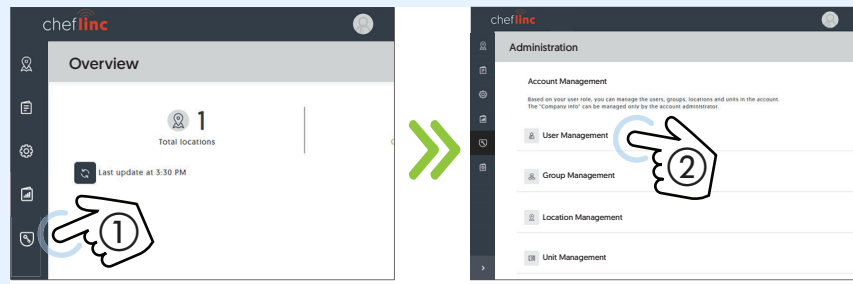 cheflinc
Overview
1
Total locations
Last update at 3:30 PM
1
cheflinc
Administration
Account Management
Based on your user role, you can manage the users, groups, locations and units in the account.
The "Company info" can be managed only by the account administrator.
User Management
2
Group Management
Location Management
Unit Management